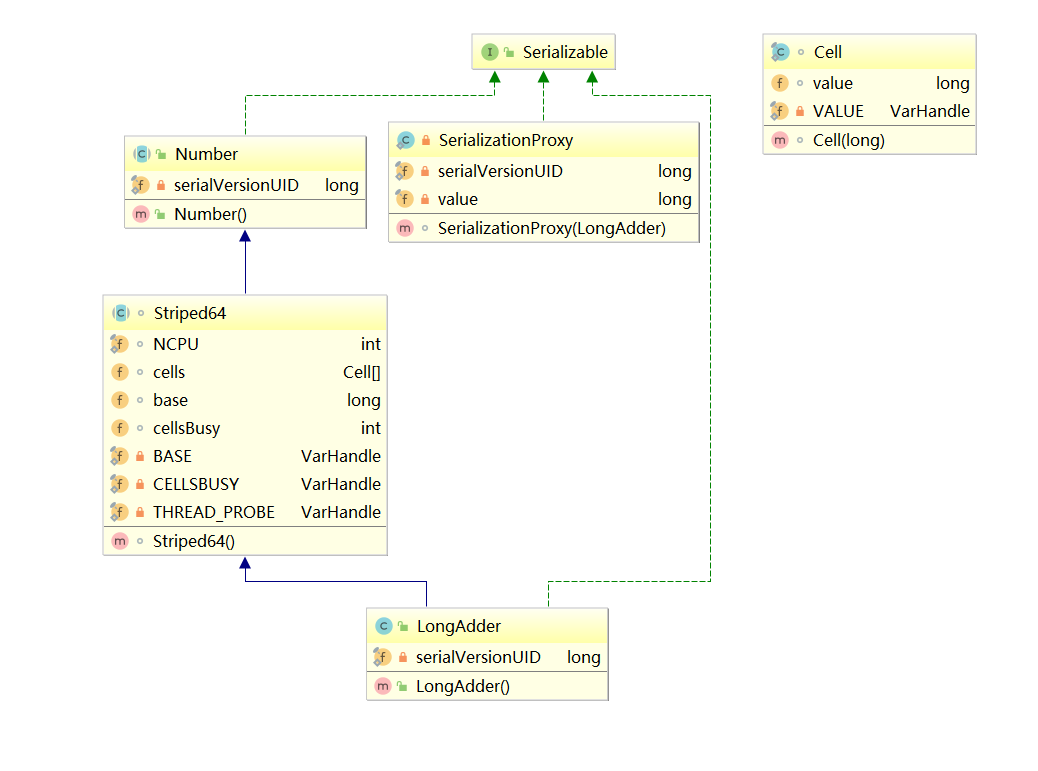 Serializable
Cell
value long
VALUE VarHandle
Cell(long)
Number
serialVersionUID long
Number()
SerializationProxy
serialVersionUID long
value long
SerializationProxy(LongAdder)
Striped64
NCPU int
cells Cell[]
base long
cellsBusy int
BASE VarHandle
CELLSBUSY VarHandle
THREAD_PROBE VarHandle
Striped64()
LongAdder
serialVersionUID long
LongAdder()